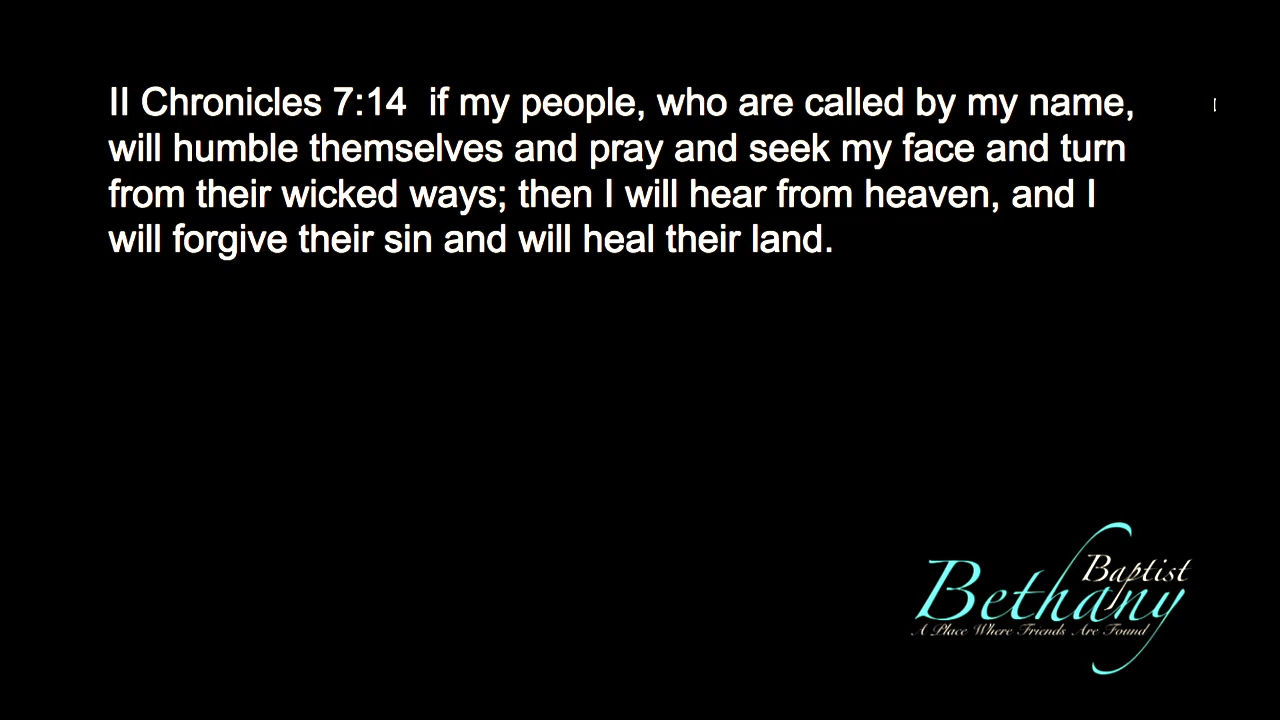 II Chronicles 7:14  if my people, who are called by my name,
will humble themselves and pray and seek my face and turn
from their wicked ways; then I will hear from heaven, and I
will forgive their sin and will heal their land.
Baptist
Bethany
A Place Where Friends Are Found